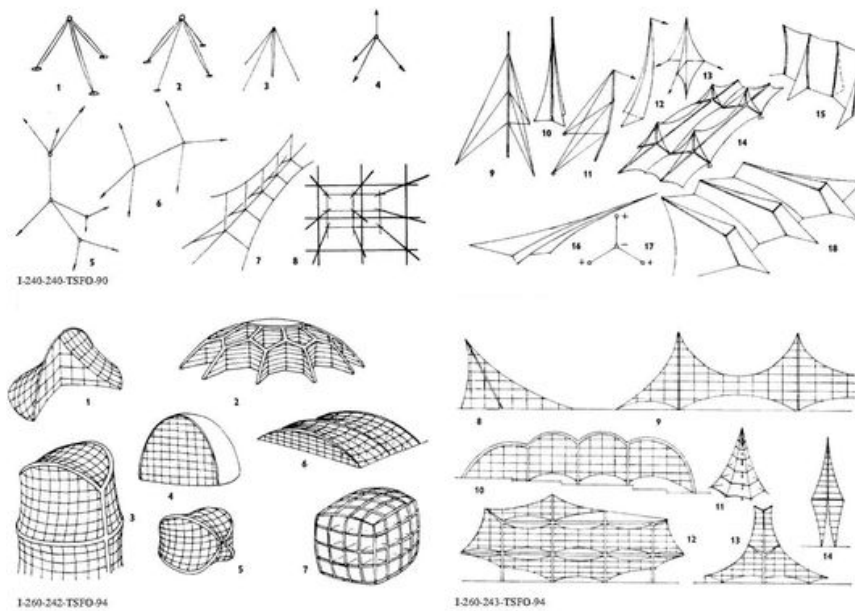 1 2 3 4
5 6 7 8
I-240-240-TSFO-90
9 10 11 12 13 14 15
16 + - + + 17 18
1 2
3 4 5 6 7
I-260-242-TSFO-94
8 9
10 11 12 13 14
I-260-243-TSFO-94